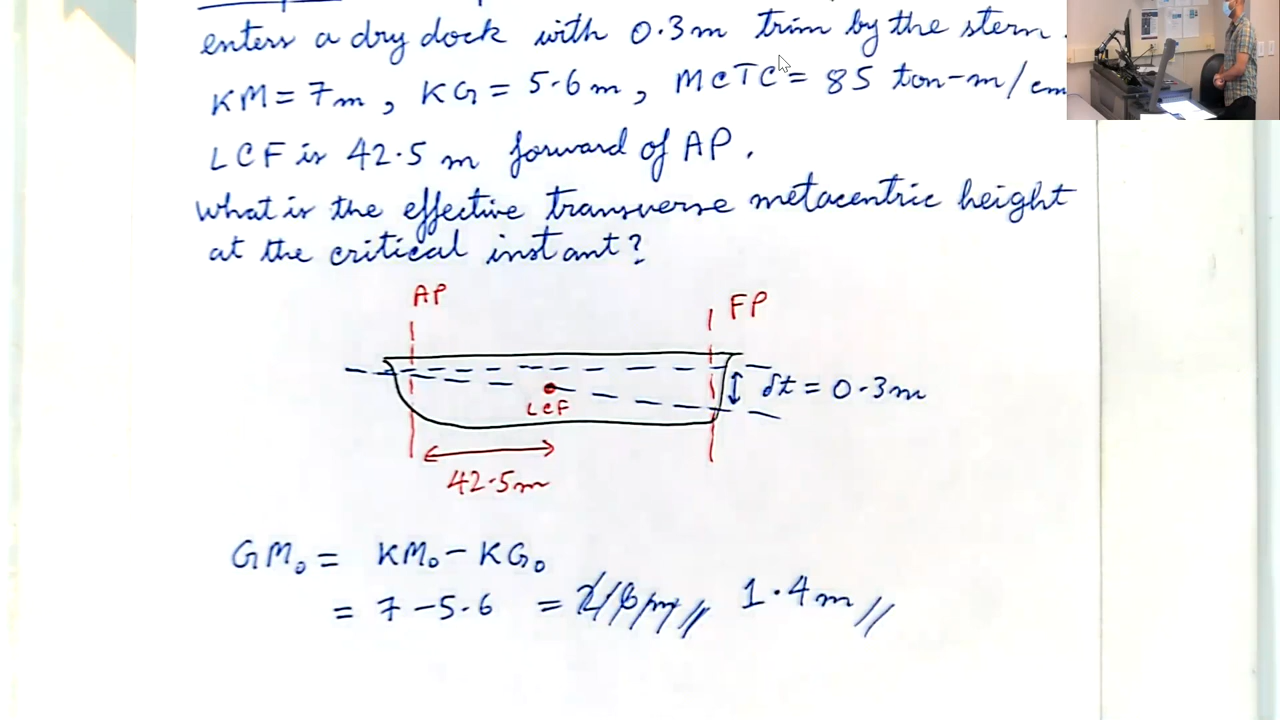 enters a dry dock with 0.3m trim by the stern.
KM = 7m, KG = 5.6m, MCTC = 85 ton-m/cm
LCF is 42.5 m forward of AP.
What is the effective transverse metacentric height
at the critical instant?
AP
FP
δt = 0.3m
LCF
42.5m
GM₀ = KM₀ - KG₀
= 7 - 5.6 = 1.4m //